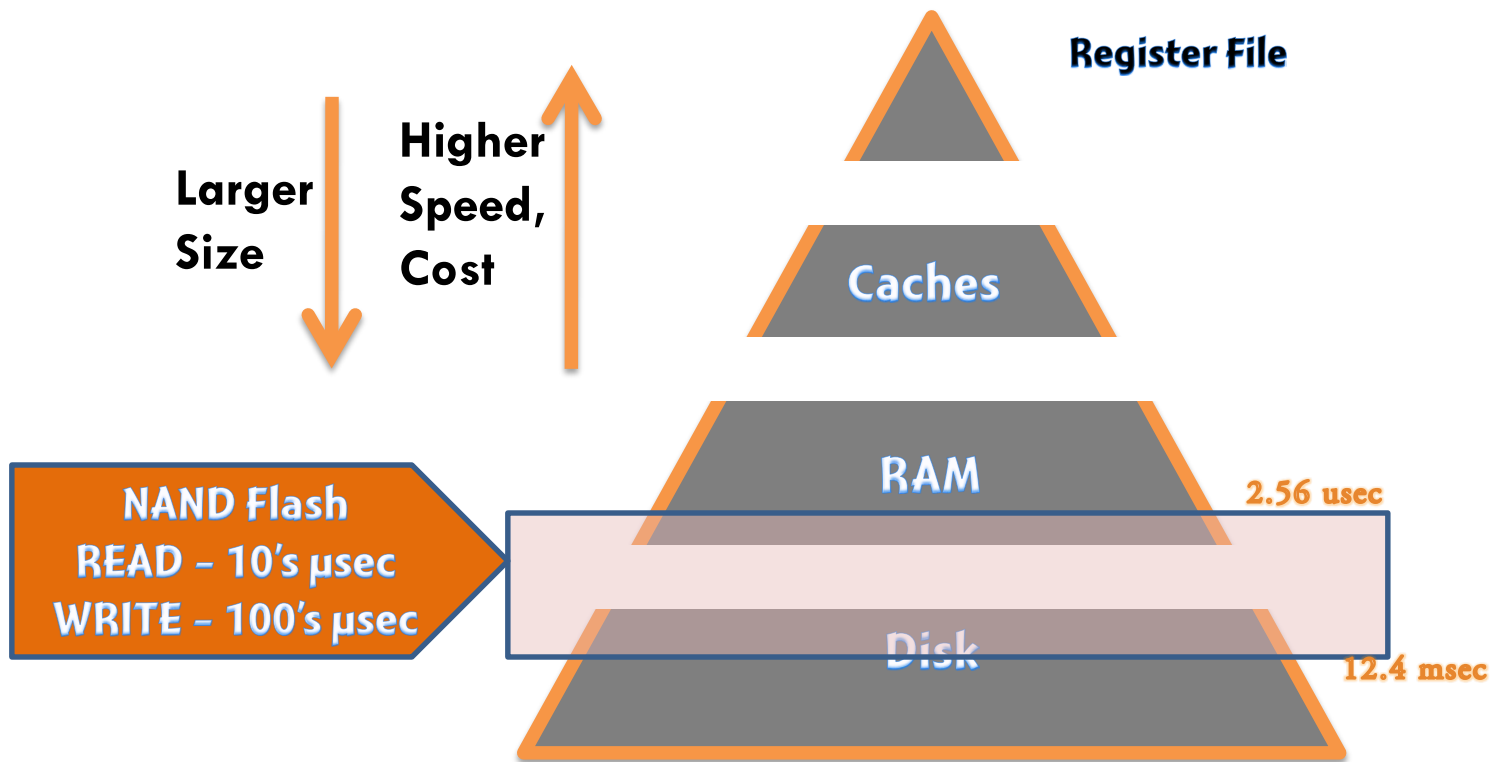 Register File
Larger
Size
Higher
Speed,
Cost
Caches
RAM
2.56 usec
NAND Flash
READ – 10's µsec
WRITE – 100's µsec
Disk
12.4 msec